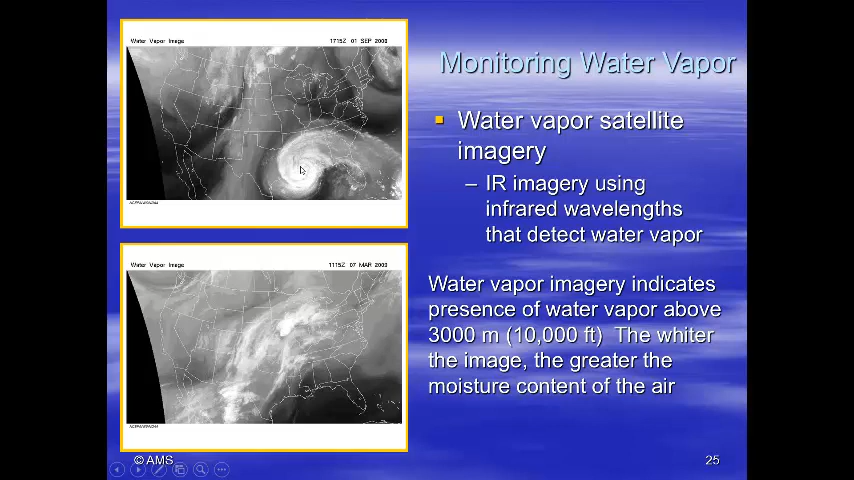 Water Vapor Image 1715Z 01 SEP 2008
Monitoring Water Vapor
Water vapor satellite
imagery
– IR imagery using
infrared wavelengths
that detect water vapor
Water Vapor Image 1115Z 07 MAR 2009
Water vapor imagery indicates
presence of water vapor above
3000 m (10,000 ft) The whiter
the image, the greater the
moisture content of the air
© AMS
25